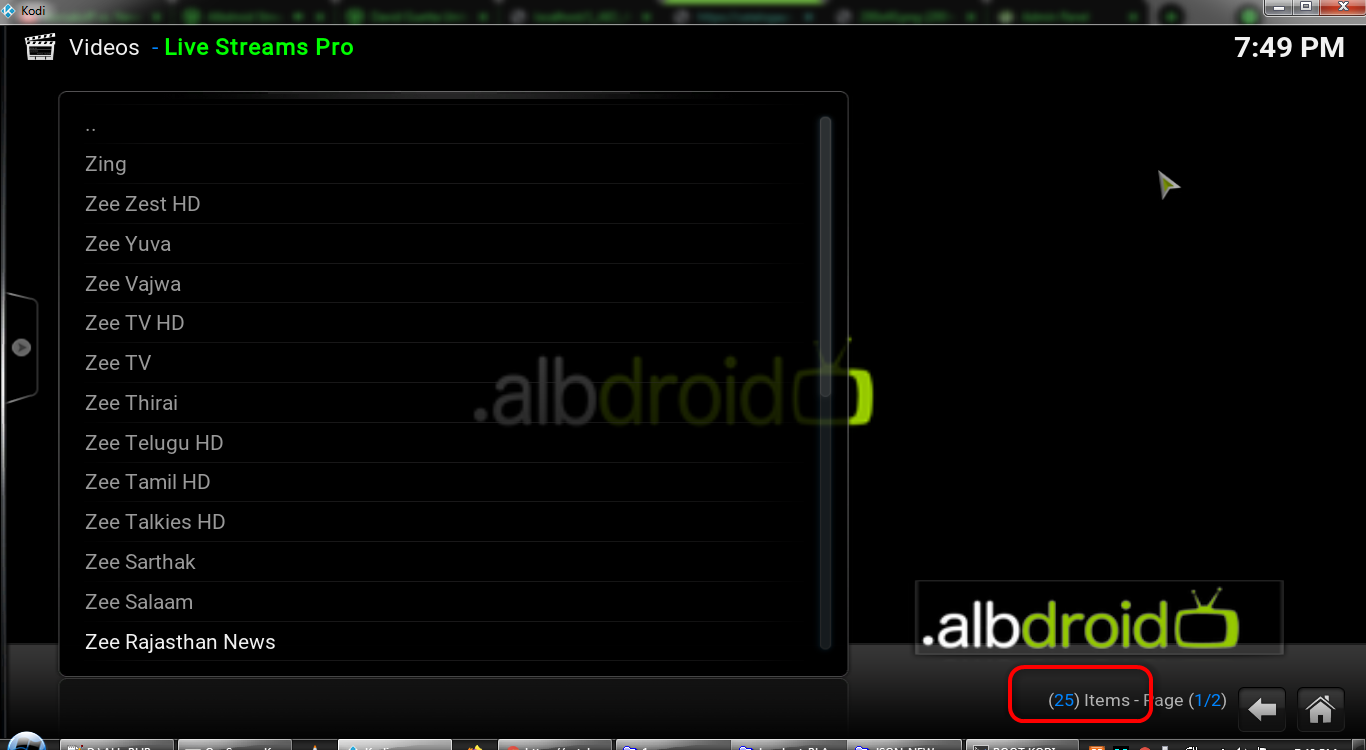 Kodi
Videos - Live Streams Pro
7:49 PM
..
Zing
Zee Zest HD
Zee Yuva
Zee Vajwa
Zee TV HD
Zee TV
Zee Thirai
Zee Telugu HD
Zee Tamil HD
Zee Talkies HD
Zee Sarthak
Zee Salaam
Zee Rajasthan News
.albdroid
.albdroid
(25) Items - Page (1/2)